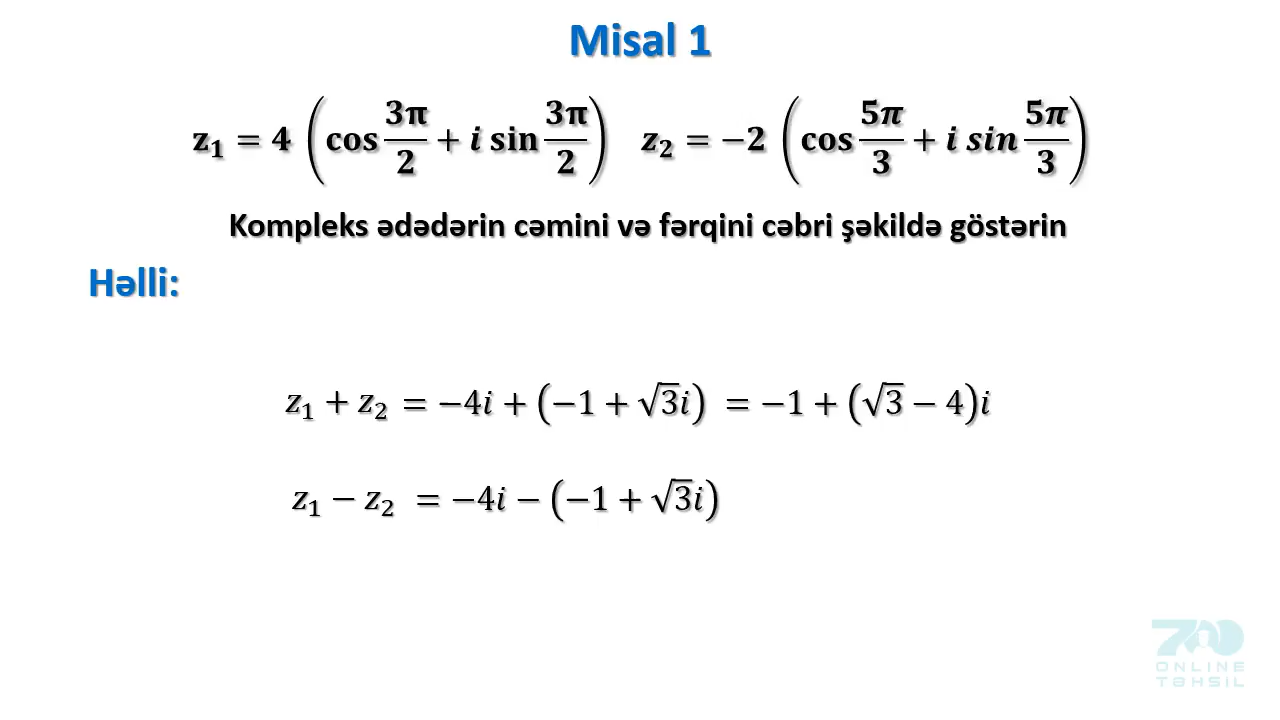 Misal 1
z₁ = 4 (cos 3π/2 + i sin 3π/2) z₂ = −2 (cos 5π/3 + i sin 5π/3)
Kompleks ədədərin cəmini və fərqini cəbri şəkildə göstərin
Həlli:
z₁ + z₂ = −4i + (−1 + √3i) = −1 + (√3 − 4)i
z₁ − z₂ = −4i − (−1 + √3i)
700
ONLINE
TəHSIL